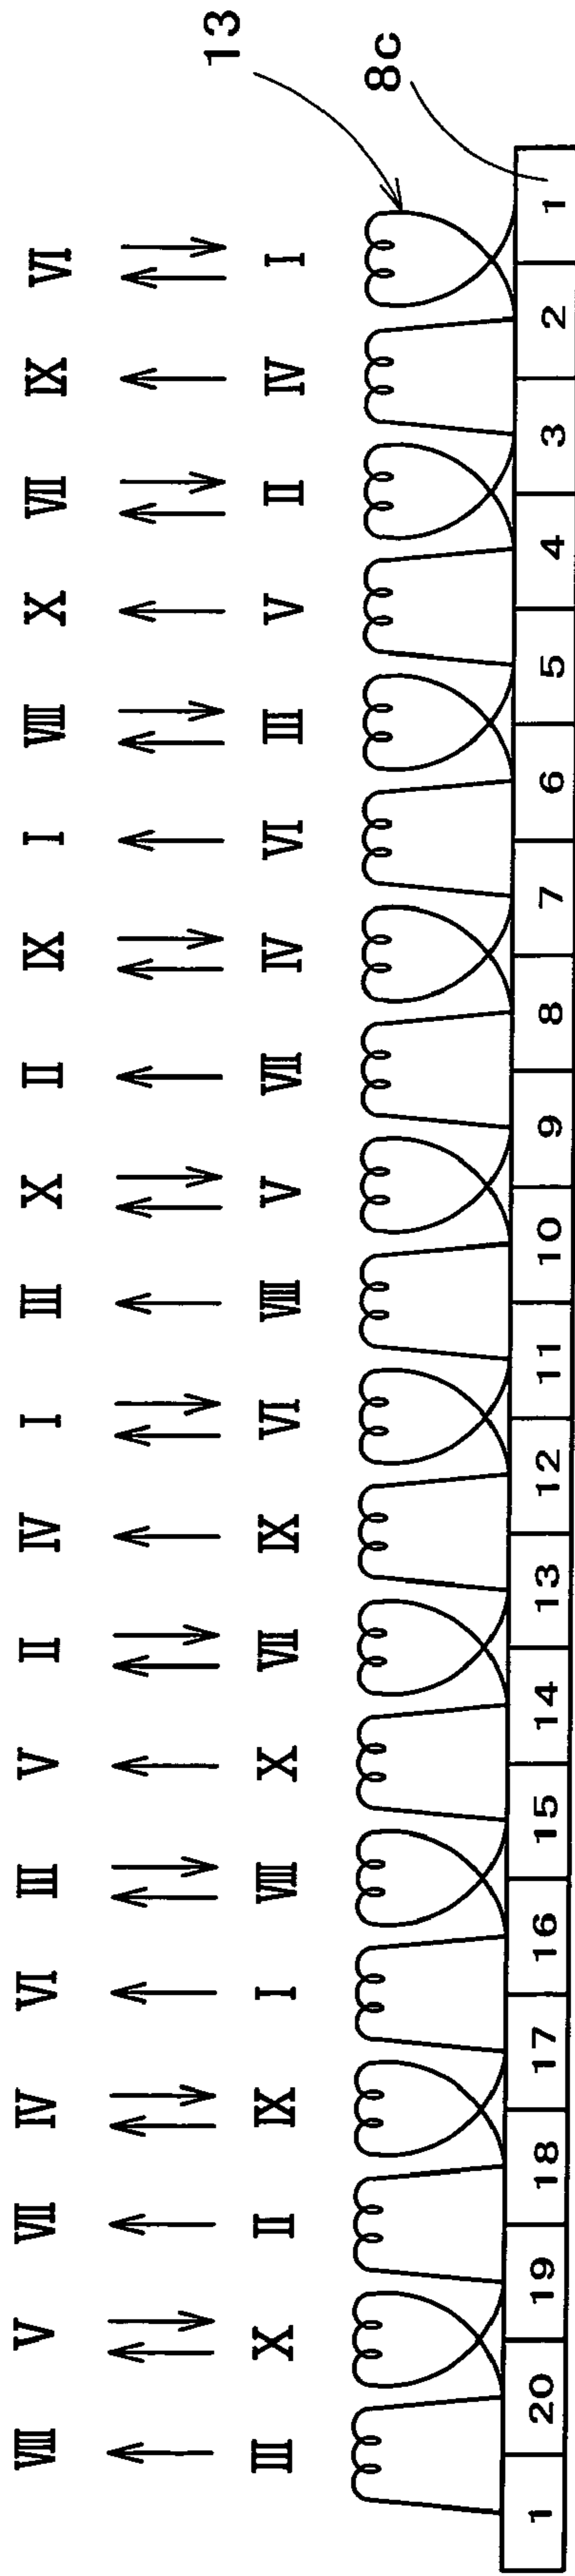 13
8c
VI IX VII X VIII I IX II X III I IV II V III VI IV VII V VIII
I IV II V III VI IV VII V VIII VI IX VII X VIII I IX II X III
1 2 3 4 5 6 7 8 9 10 11 12 13 14 15 16 17 18 19 20 1